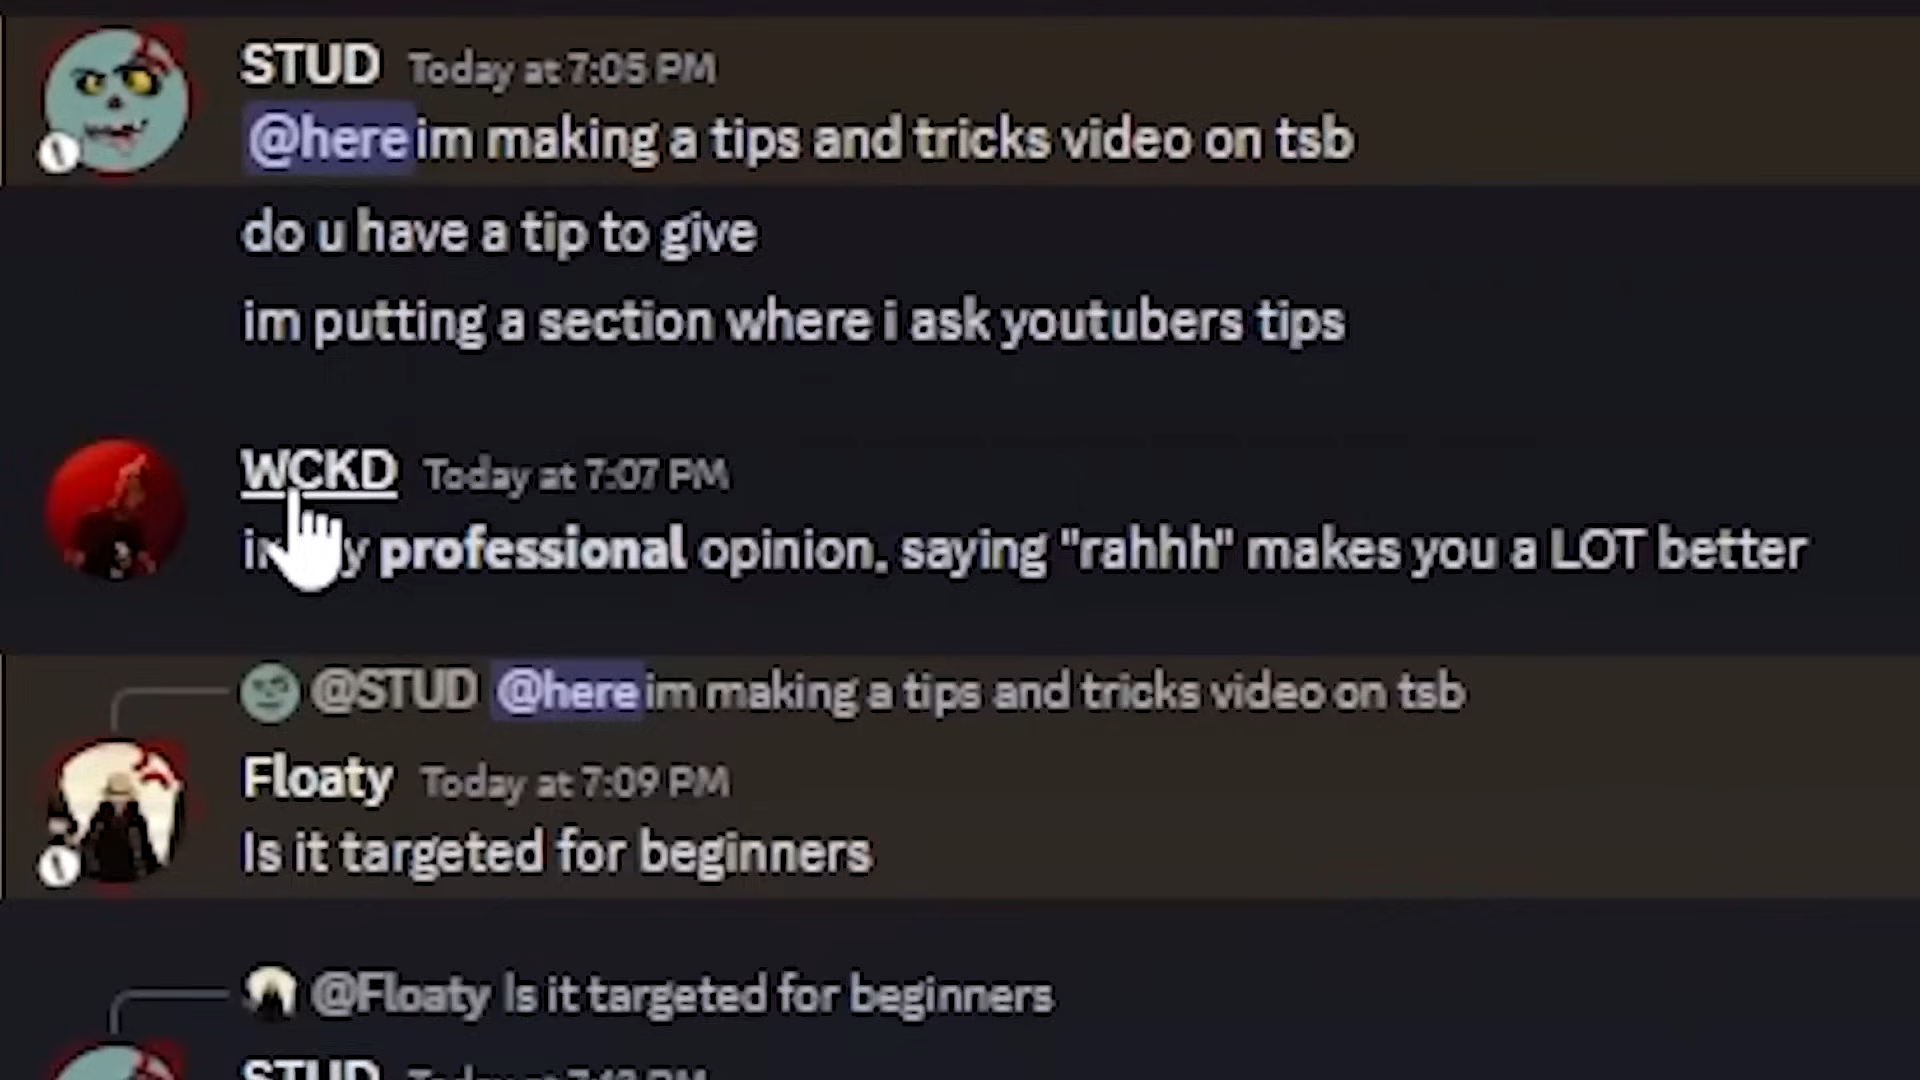 STUD Today at 7:05 PM
@here im making a tips and tricks video on tsb
do u have a tip to give
im putting a section where i ask youtubers tips
WCKD Today at 7:07 PM
professional opinion, saying "rahhh" makes you a LOT better
@STUD @here im making a tips and tricks video on tsb
Floaty Today at 7:09 PM
Is it targeted for beginners
@Floaty Is it targeted for beginners
STUD Today at